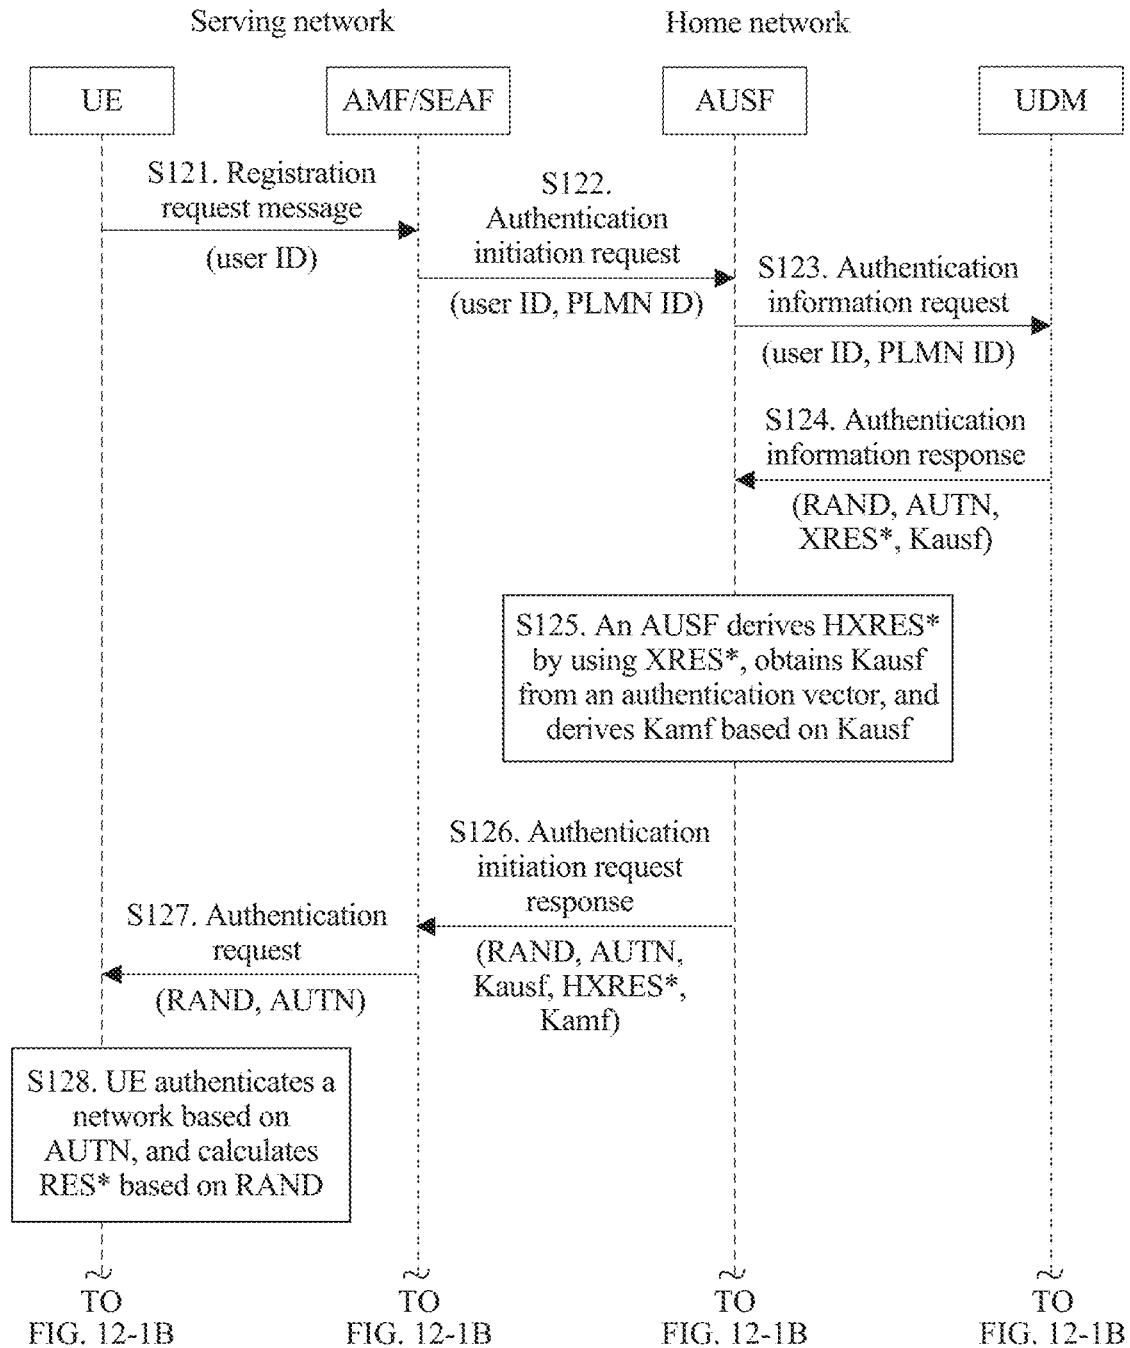 Serving network
Home network
UE
AMF/SEAF
AUSF
UDM
S121. Registration
request message
(user ID)
S122.
Authentication
initiation request
(user ID, PLMN ID)
S123. Authentication
information request
(user ID, PLMN ID)
S124. Authentication
information response
(RAND, AUTN,
XRES*, Kausf)
S125. An AUSF derives HXRES*
by using XRES*, obtains Kausf
from an authentication vector, and
derives Kamf based on Kausf
S126. Authentication
initiation request
response
(RAND, AUTN,
Kausf, HXRES*,
Kamf)
S127. Authentication
request
(RAND, AUTN)
S128. UE authenticates a
network based on
AUTN, and calculates
RES* based on RAND
TO
FIG. 12-1B
TO
FIG. 12-1B
TO
FIG. 12-1B
TO
FIG. 12-1B